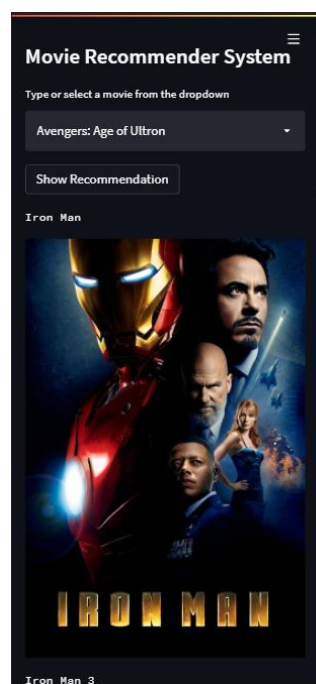 Movie Recommender System
Type or select a movie from the dropdown
Avengers: Age of Ultron
Show Recommendation
Iron Man
IRON MAN
Iron Man 3